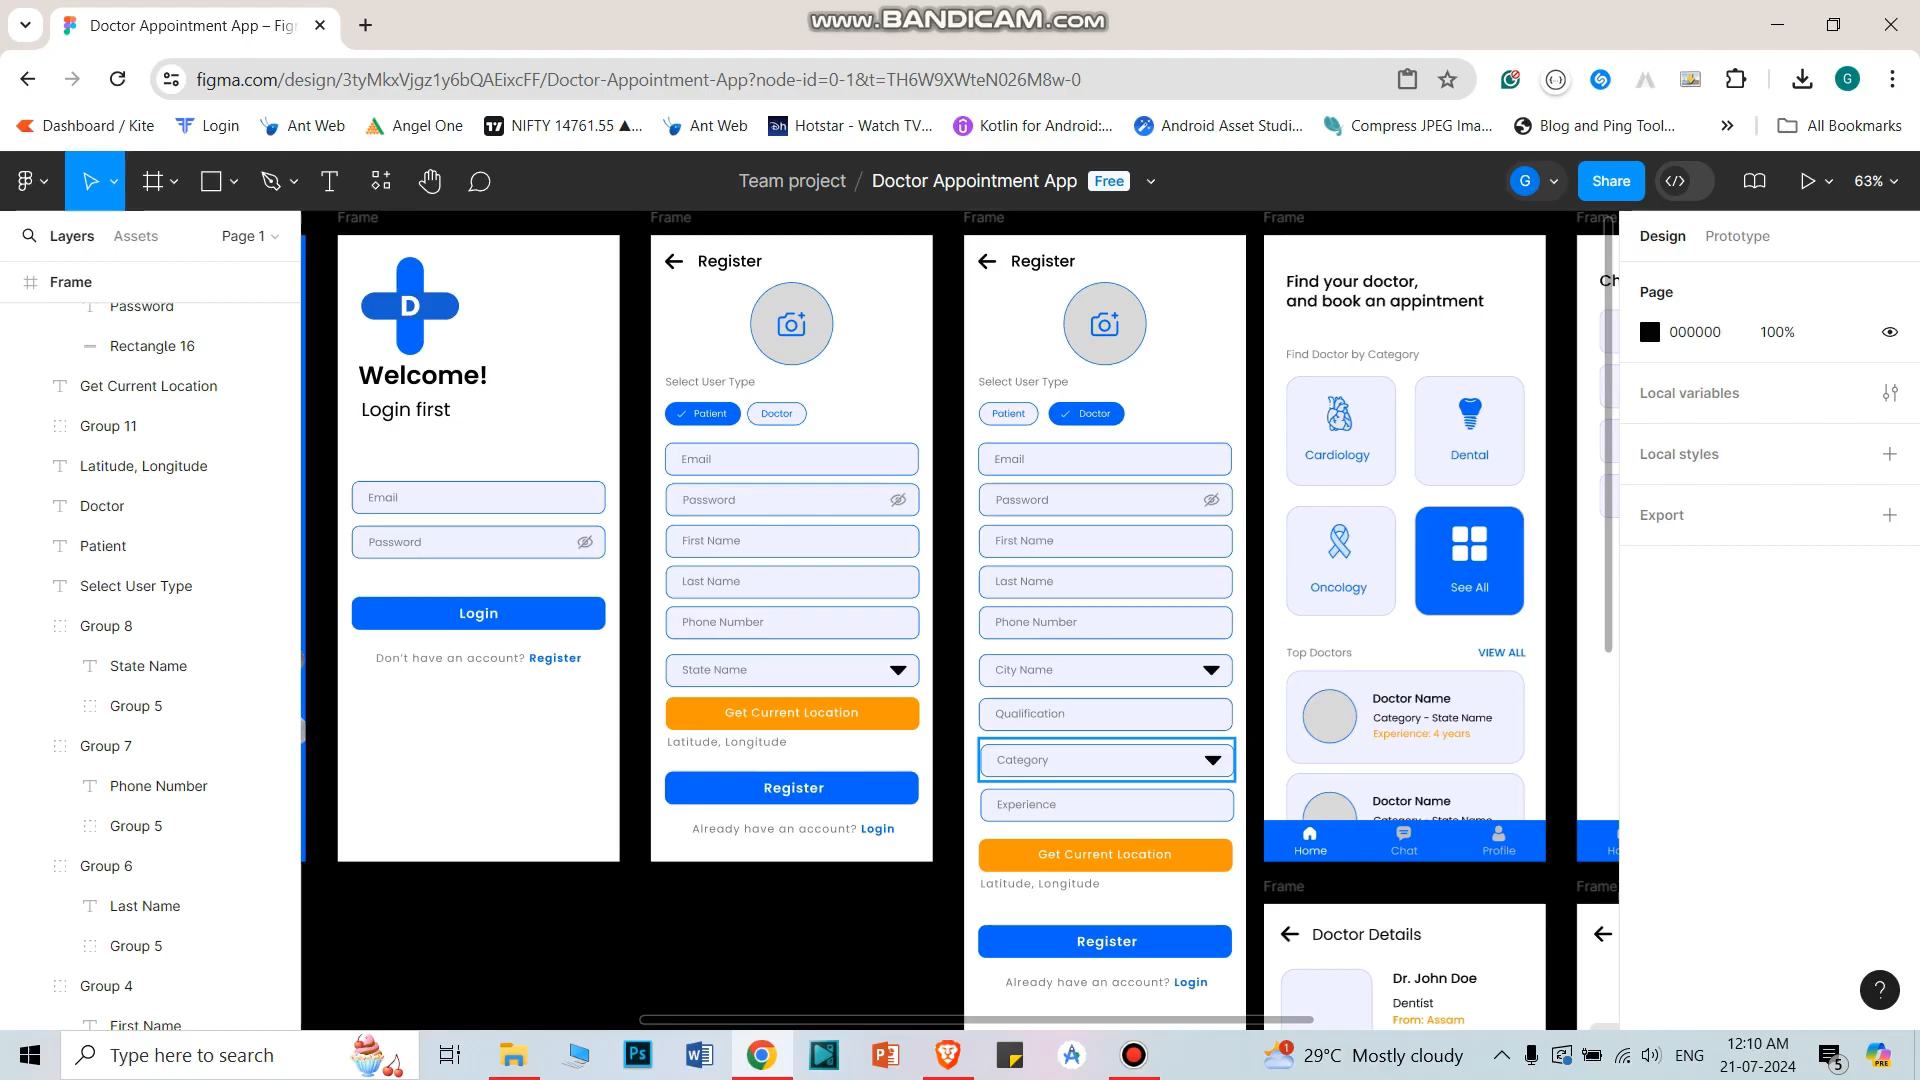 Doctor Appointment App – Fig
www.BANDICAM.com
figma.com/design/3tyMkxVjgz1y6bQAEixcFF/Doctor-Appointment-App?node-id=0-1&t=TH6W9XWteN026M8w-0
G
Dashboard / Kite
Login
Ant Web
Angel One
NIFTY 14761.55 ▲...
Ant Web
Hotstar - Watch TV...
Kotlin for Android:...
Android Asset Studi...
Compress JPEG Ima...
Blog and Ping Tool...
All Bookmarks
Team project / Doctor Appointment App
Free
G
Share
63%
Layers
Assets
Page 1
Frame
Password
Rectangle 16
Get Current Location
Group 11
Latitude, Longitude
Doctor
Patient
Select User Type
Group 8
State Name
Group 5
Group 7
Phone Number
Group 5
Group 6
Last Name
Group 5
Group 4
First Name
Frame
D
Welcome!
Login first
Email
Password
Login
Don't have an account? Register
Frame
Register
Select User Type
Patient
Doctor
Email
Password
First Name
Last Name
Phone Number
State Name
Get Current Location
Latitude, Longitude
Register
Already have an account? Login
Frame
Register
Select User Type
Patient
Doctor
Email
Password
First Name
Last Name
Phone Number
City Name
Qualification
Category
Experience
Get Current Location
Latitude, Longitude
Register
Already have an account? Login
Frame
Find your doctor,
and book an appintment
Find Doctor by Category
Cardiology
Dental
Oncology
See All
Top Doctors
VIEW ALL
Doctor Name
Category - State Name
Experience: 4 years
Doctor Name
Category - State Name
Home
Chat
Profile
Frame
Doctor Details
Dr. John Doe
Dentist
From: Assam
Frame
Ch
Ho
Frame
Design
Prototype
Page
000000
100%
Local variables
Local styles
Export
?
Type here to search
1
29°C Mostly cloudy
ENG
12:10 AM
21-07-2024
5